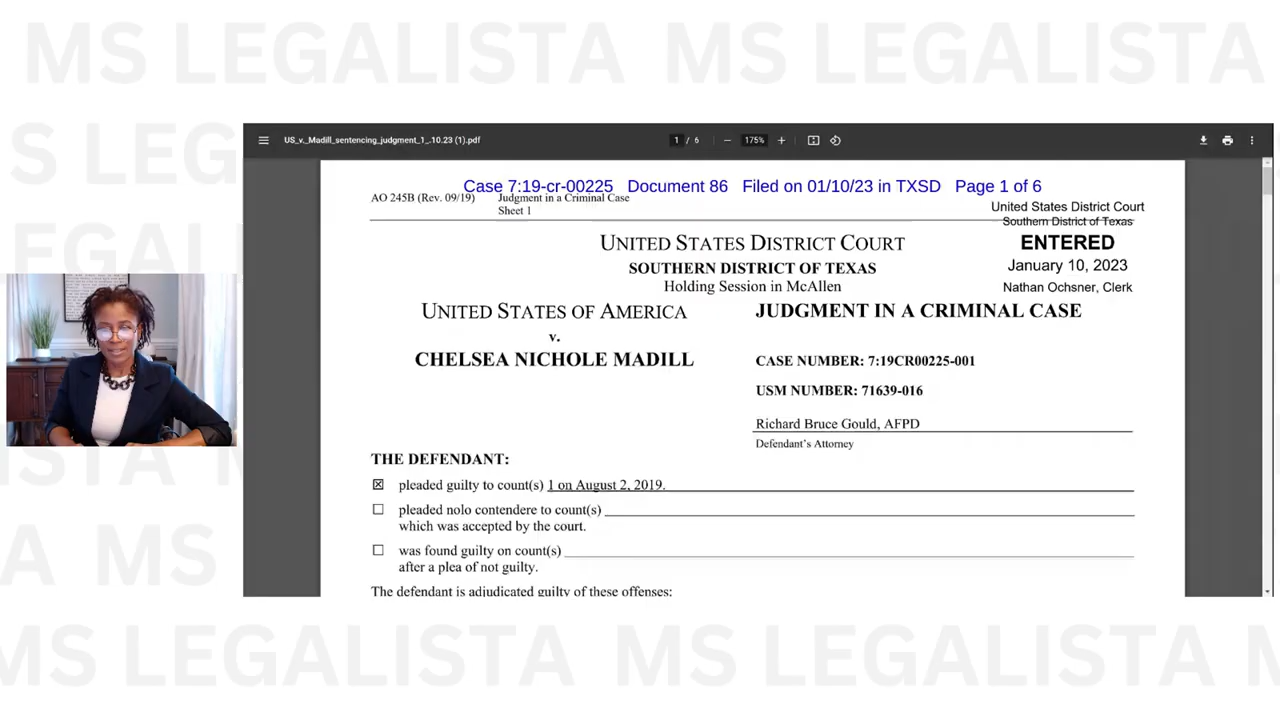 MS LEGALISTA MS LEGALISTA
S LEG
US_v._Madill_sentencing_judgment_1_.10.23 (1).pdf
1 / 6
175%
Case 7:19-cr-00225 Document 86 Filed on 01/10/23 in TXSD Page 1 of 6
AO 245B (Rev. 09/19) Judgment in a Criminal Case
Sheet 1
United States District Court
Southern District of Texas
ENTERED
January 10, 2023
Nathan Ochsner, Clerk
UNITED STATES DISTRICT COURT
SOUTHERN DISTRICT OF TEXAS
Holding Session in McAllen
UNITED STATES OF AMERICA
v.
CHELSEA NICHOLE MADILL
JUDGMENT IN A CRIMINAL CASE
CASE NUMBER: 7:19CR00225-001
USM NUMBER: 71639-016
Richard Bruce Gould, AFPD
Defendant's Attorney
THE DEFENDANT:
☒ pleaded guilty to count(s) 1 on August 2, 2019.
☐ pleaded nolo contendere to count(s)
which was accepted by the court.
☐ was found guilty on count(s)
after a plea of not guilty.
The defendant is adjudicated guilty of these offenses:
EGAL
ISTA M
A MS
MS LEGALISTA MS LEGALISTA